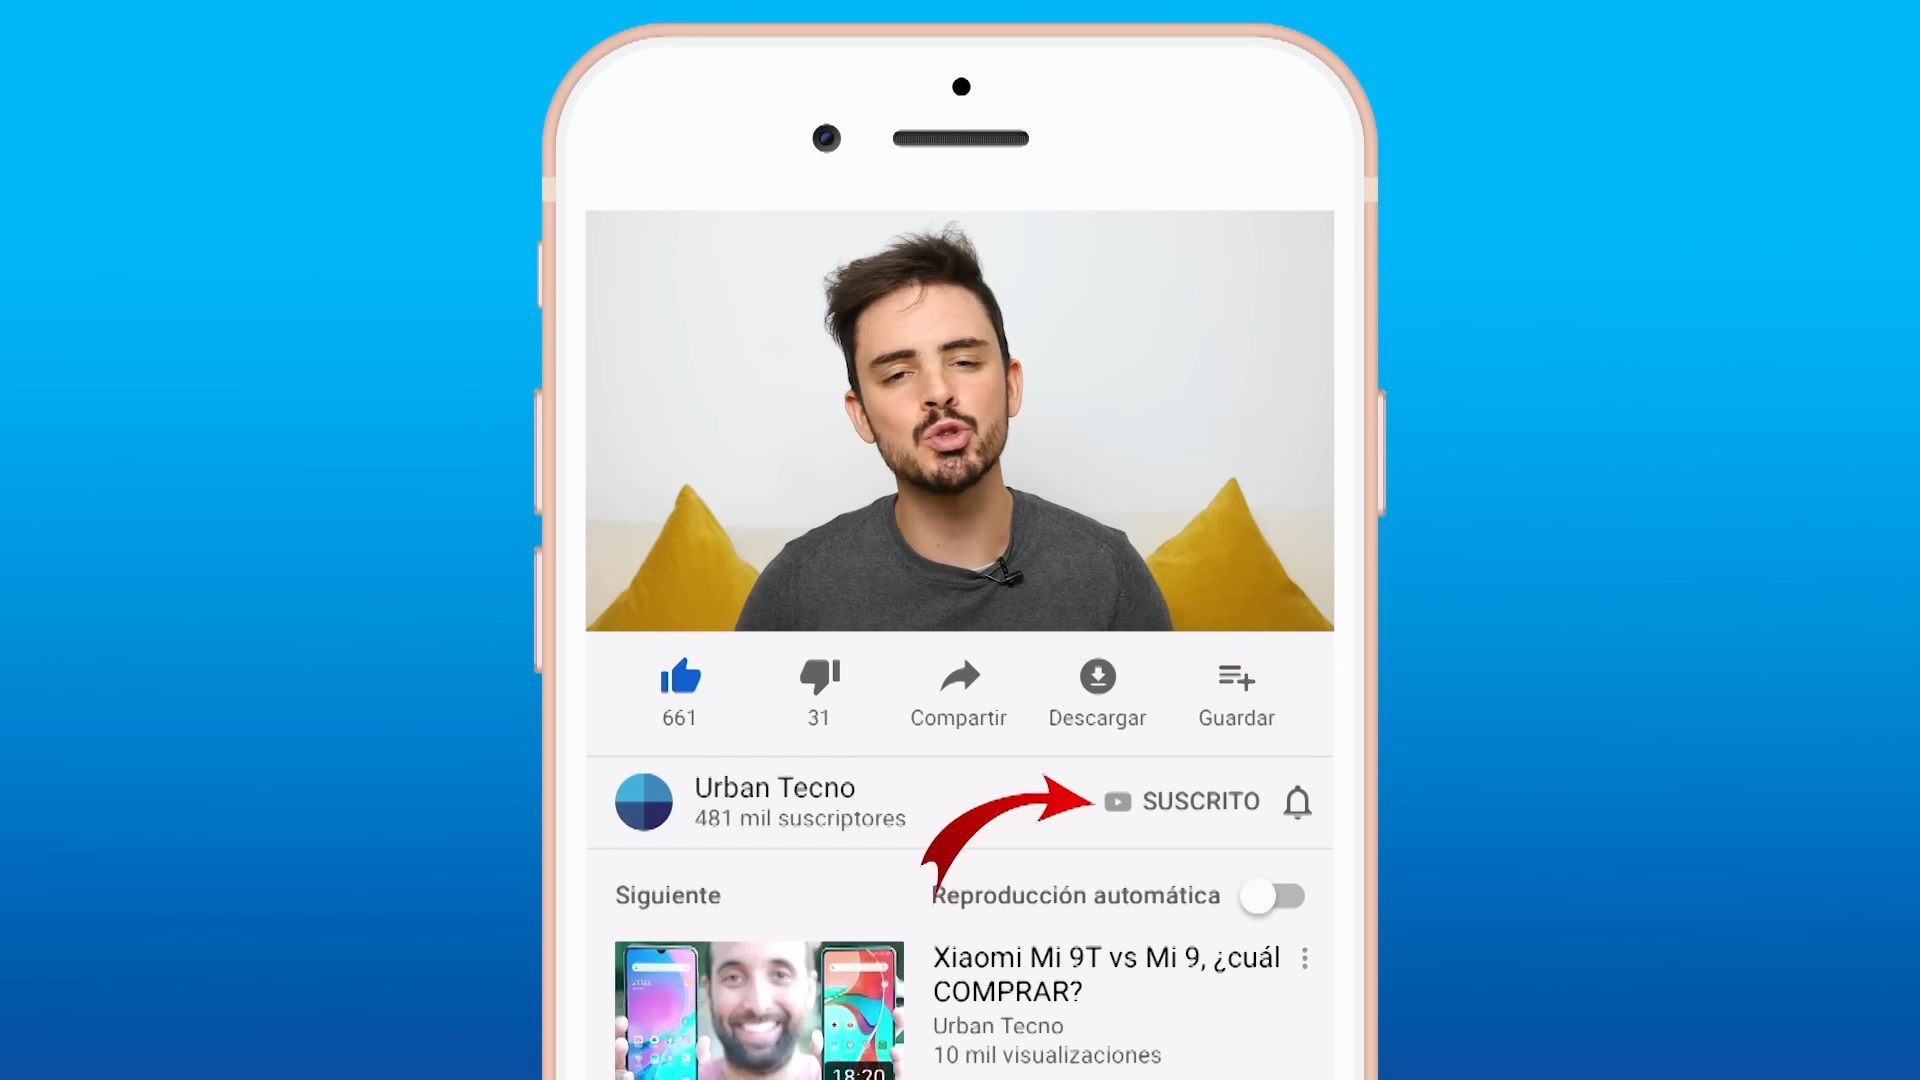 661
31
Compartir
Descargar
Guardar
Urban Tecno
481 mil suscriptores
SUSCRITO
Siguiente
Reproducción automática
Xiaomi Mi 9T vs Mi 9, ¿cuál
COMPRAR?
Urban Tecno
10 mil visualizaciones
18:20